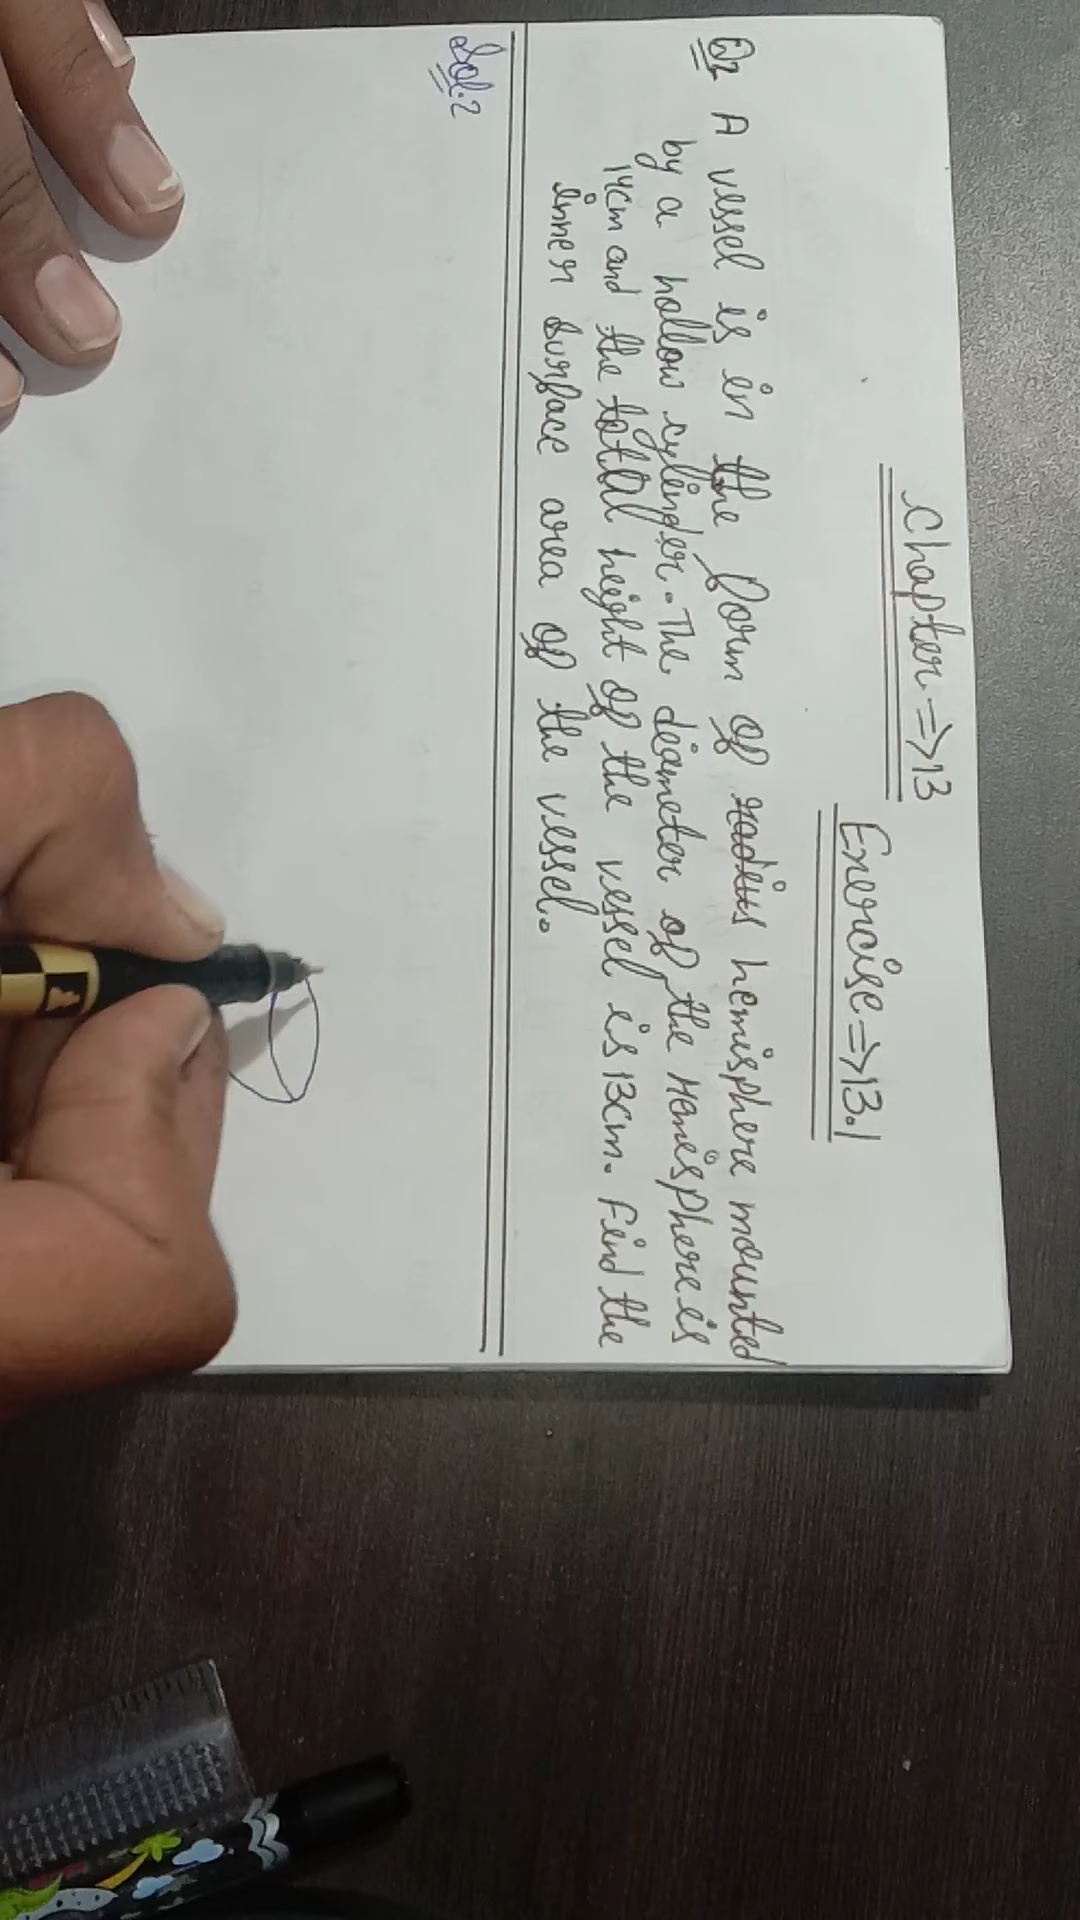 Chapter => 13
Exercise => 13.1
Q2 A vessel is in the form of radius hemisphere mounted
by a hollow cylinder. The diameter of the Hemisphere is
14cm and the total height of the vessel is 13cm. Find the
inner surface area of the vessel.
Sol:2